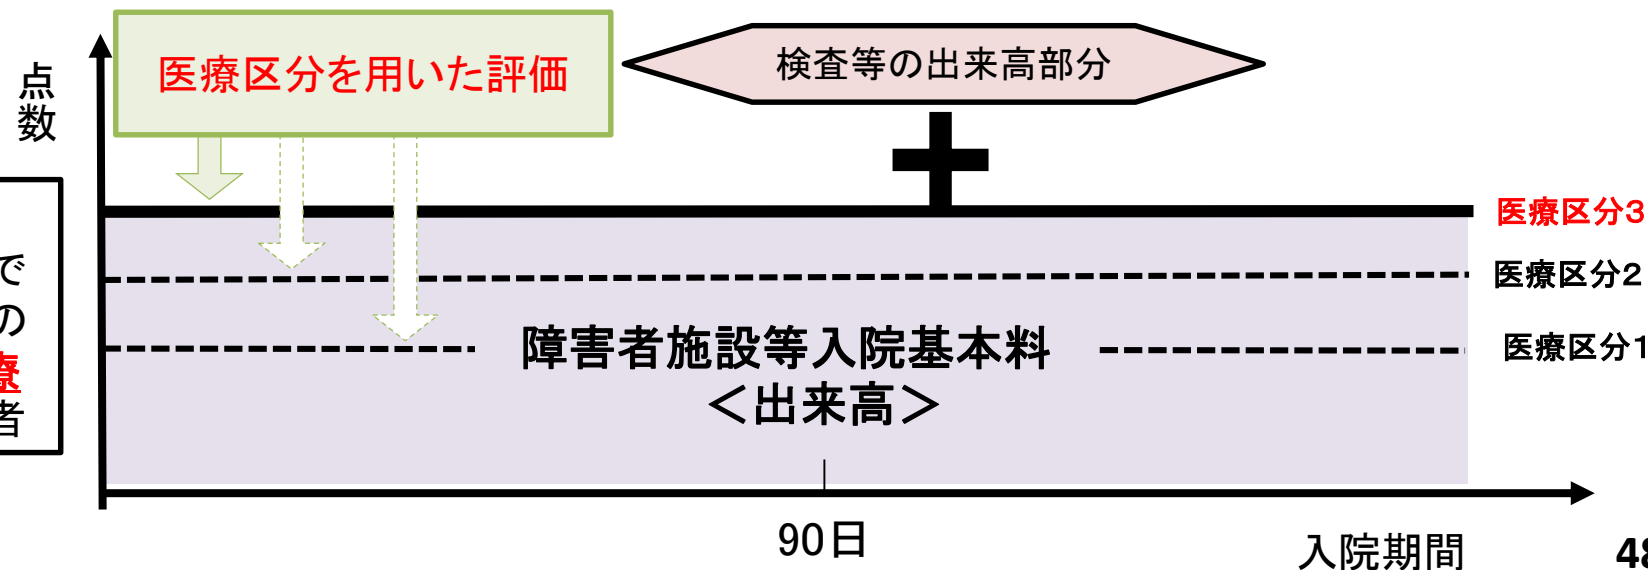 点数
医療区分を用いた評価
検査等の出来高部分
で
の
療
者
医療区分3
医療区分2
医療区分1
障害者施設等入院基本料
＜出来高＞
90日
入院期間
48